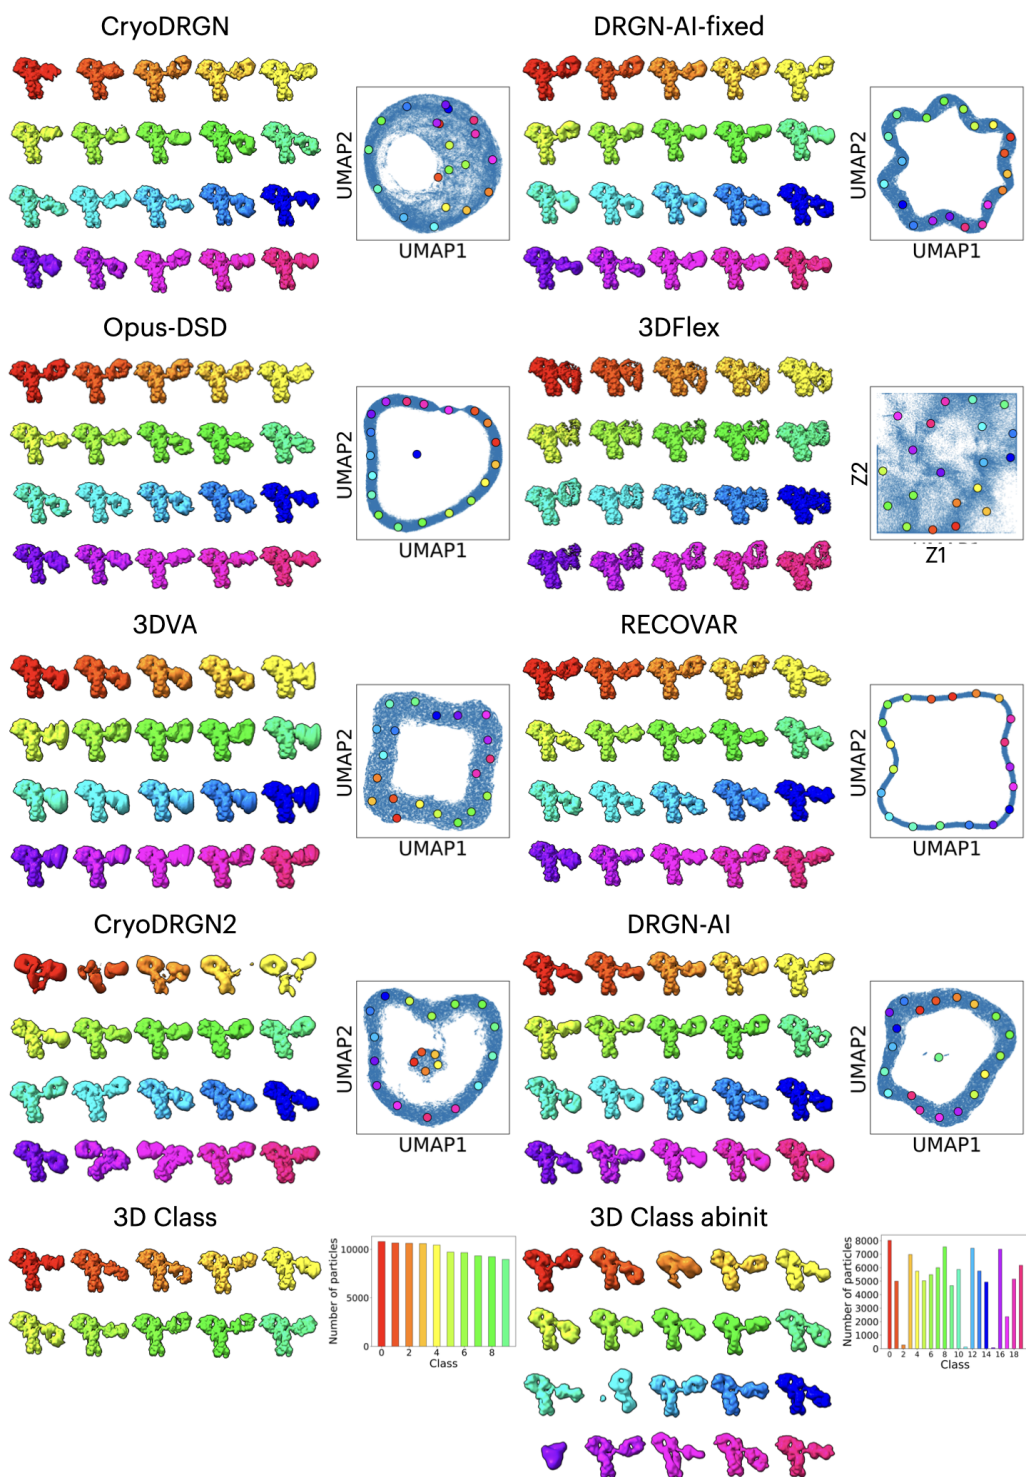 CryoDRGN
DRGN-AI-fixed
UMAP2
UMAP1
UMAP2
UMAP1
Opus-DSD
3DFlex
UMAP2
UMAP1
Z2
Z1
3DVA
RECOVAR
UMAP2
UMAP1
UMAP2
UMAP1
CryoDRGN2
DRGN-AI
UMAP2
UMAP1
UMAP2
UMAP1
3D Class
3D Class abinit
Number of particles
10000
5000
0
0 2 4 6 8
Class
Number of particles
8000
7000
6000
5000
4000
3000
2000
1000
0
0 2 4 6 8 10 12 14 16 18
Class